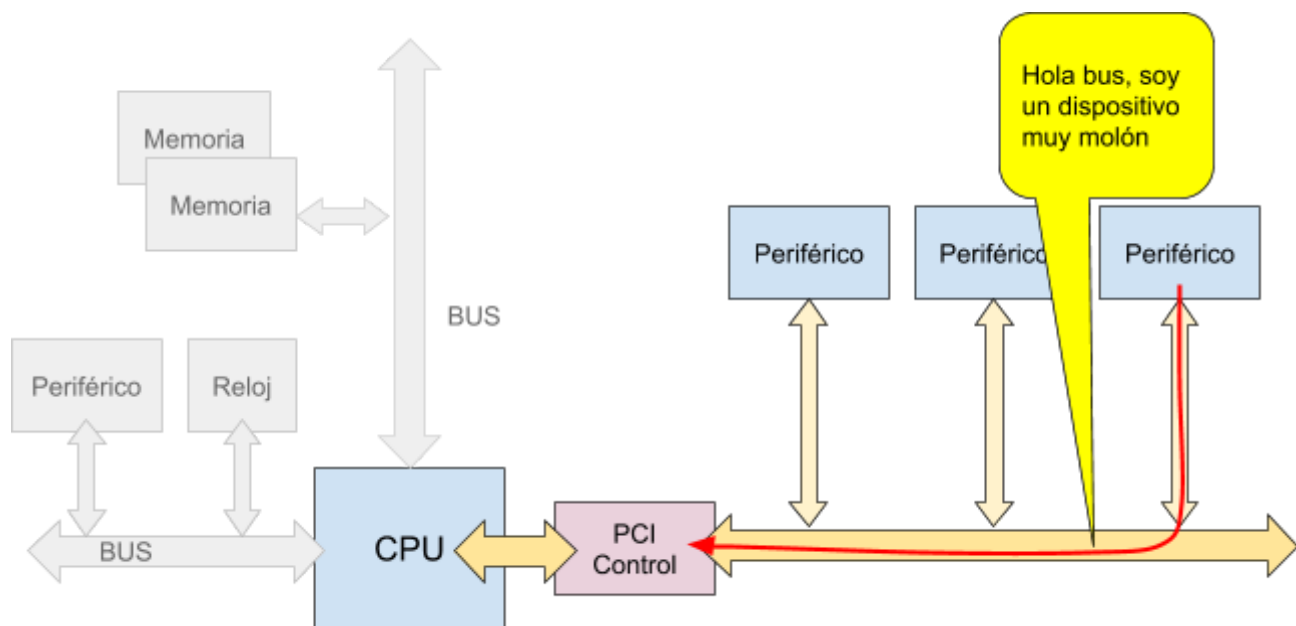 Hola bus, soy
un dispositivo
muy molón
Memoria
Memoria
Periférico
Periférico
Periférico
BUS
Periférico
Reloj
BUS
CPU
PCI
Control